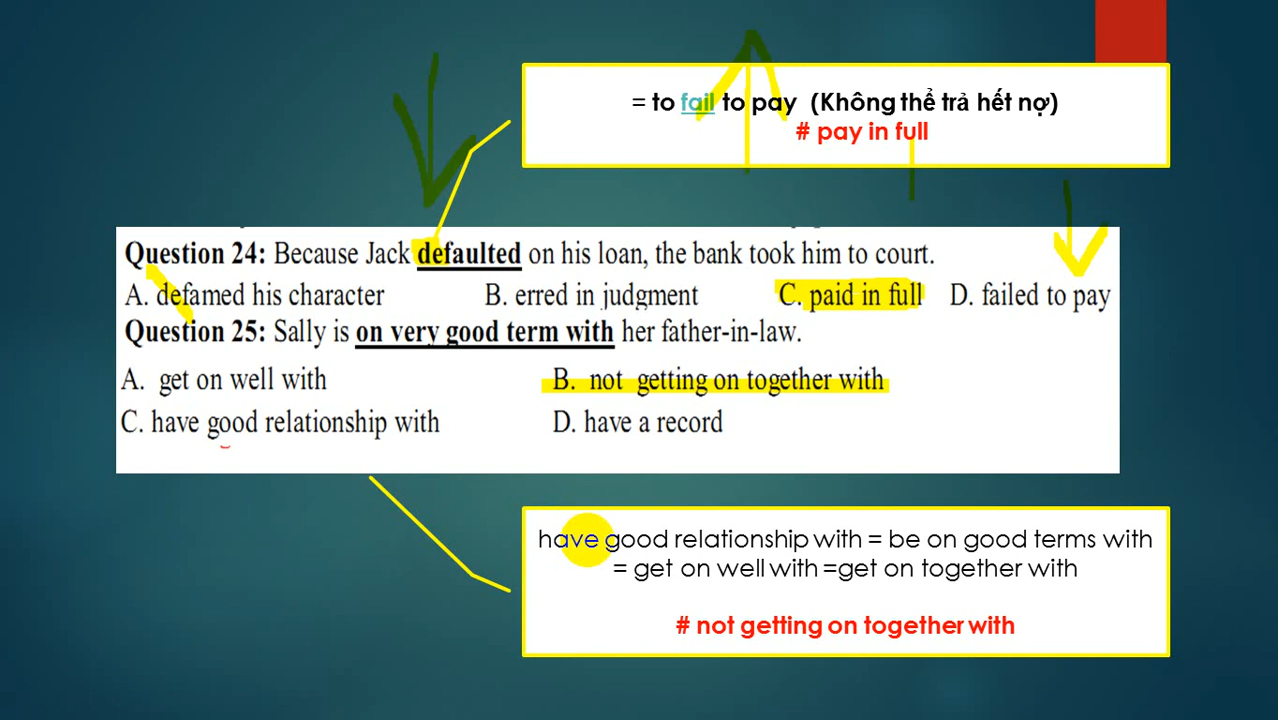 = to fail to pay (Không thể trả hết nợ)
# pay in full
Question 24: Because Jack defaulted on his loan, the bank took him to court.
A. defamed his character B. erred in judgment C. paid in full D. failed to pay
Question 25: Sally is on very good term with her father-in-law.
A. get on well with B. not getting on together with
C. have good relationship with D. have a record
have good relationship with = be on good terms with
= get on well with =get on together with
# not getting on together with